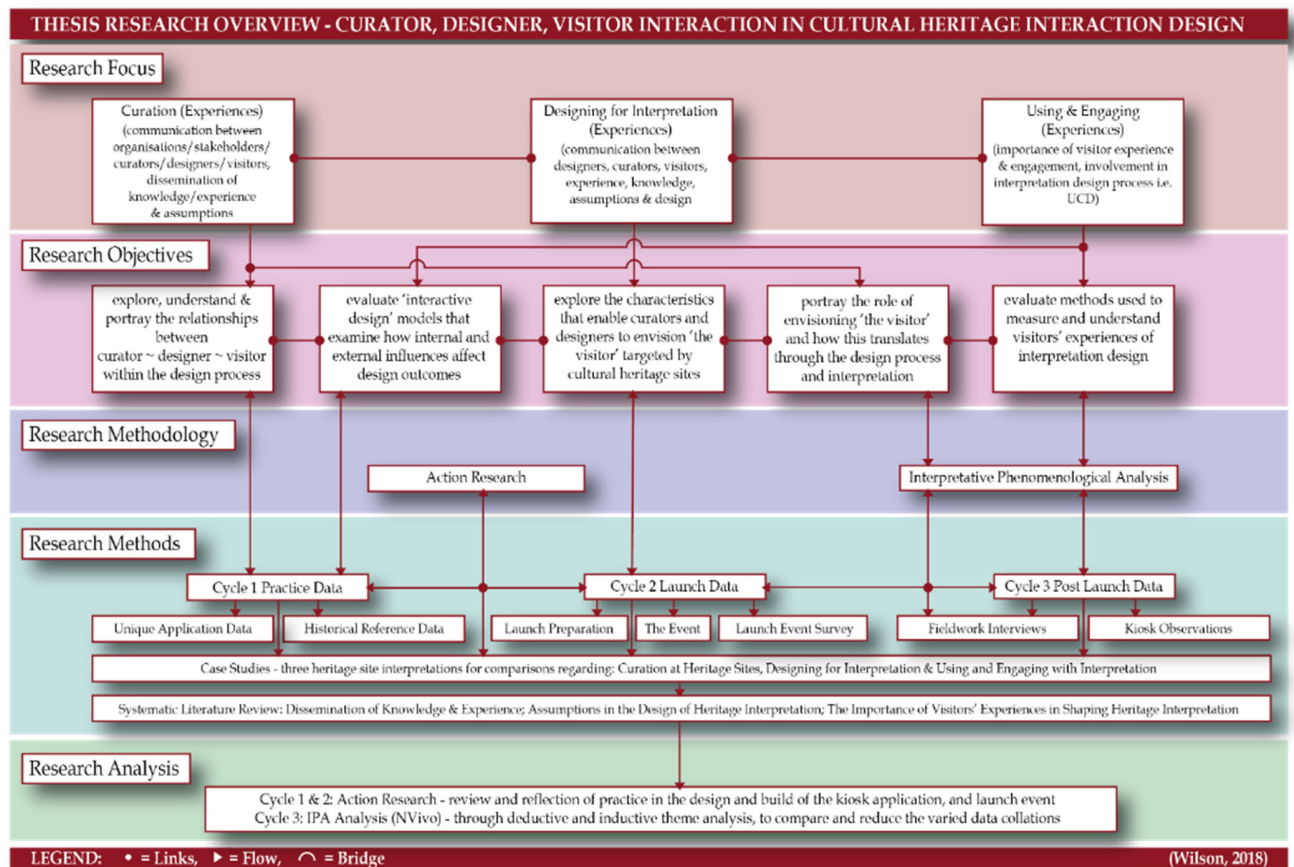 THESIS RESEARCH OVERVIEW - CURATOR, DESIGNER, VISITOR INTERACTION IN CULTURAL HERITAGE INTERACTION DESIGN
Research Focus
Curation (Experiences)
(communication between
organisations/stakeholders/
curators/designers/visitors,
dissemination of
knowledge/experience
& assumptions
Designing for Interpretation
(Experiences)
(communication between
designers, curators, visitors,
experience, knowledge,
assumptions & design
Using & Engaging
(Experiences)
(importance of visitor experience
& engagement, involvement in
interpretation design process i.e.
UCD)
Research Objectives
explore, understand &
portray the relationships
between
curator ~ designer ~ visitor
within the design process
evaluate 'interactive
design' models that
examine how internal and
external influences affect
design outcomes
explore the characteristics
that enable curators and
designers to envision 'the
visitor' targeted by
cultural heritage sites
portray the role of
envisioning 'the visitor'
and how this translates
through the design process
and interpretation
evaluate methods used to
measure and understand
visitors' experiences of
interpretation design
Research Methodology
Action Research
Interpretative Phenomenological Analysis
Research Methods
Cycle 1 Practice Data
Cycle 2 Launch Data
Cycle 3 Post Launch Data
Unique Application Data
Historical Reference Data
Launch Preparation
The Event
Launch Event Survey
Fieldwork Interviews
Kiosk Observations
Case Studies - three heritage site interpretations for comparisons regarding: Curation at Heritage Sites, Designing for Interpretation & Using and Engaging with Interpretation
Systematic Literature Review: Dissemination of Knowledge & Experience; Assumptions in the Design of Heritage Interpretation; The Importance of Visitors' Experiences in Shaping Heritage Interpretation
Research Analysis
Cycle 1 & 2: Action Research - review and reflection of practice in the design and build of the kiosk application, and launch event
Cycle 3: IPA Analysis (NVivo) - through deductive and inductive theme analysis, to compare and reduce the varied data collations
LEGEND: • = Links, ▶ = Flow, ⌒ = Bridge (Wilson, 2018)